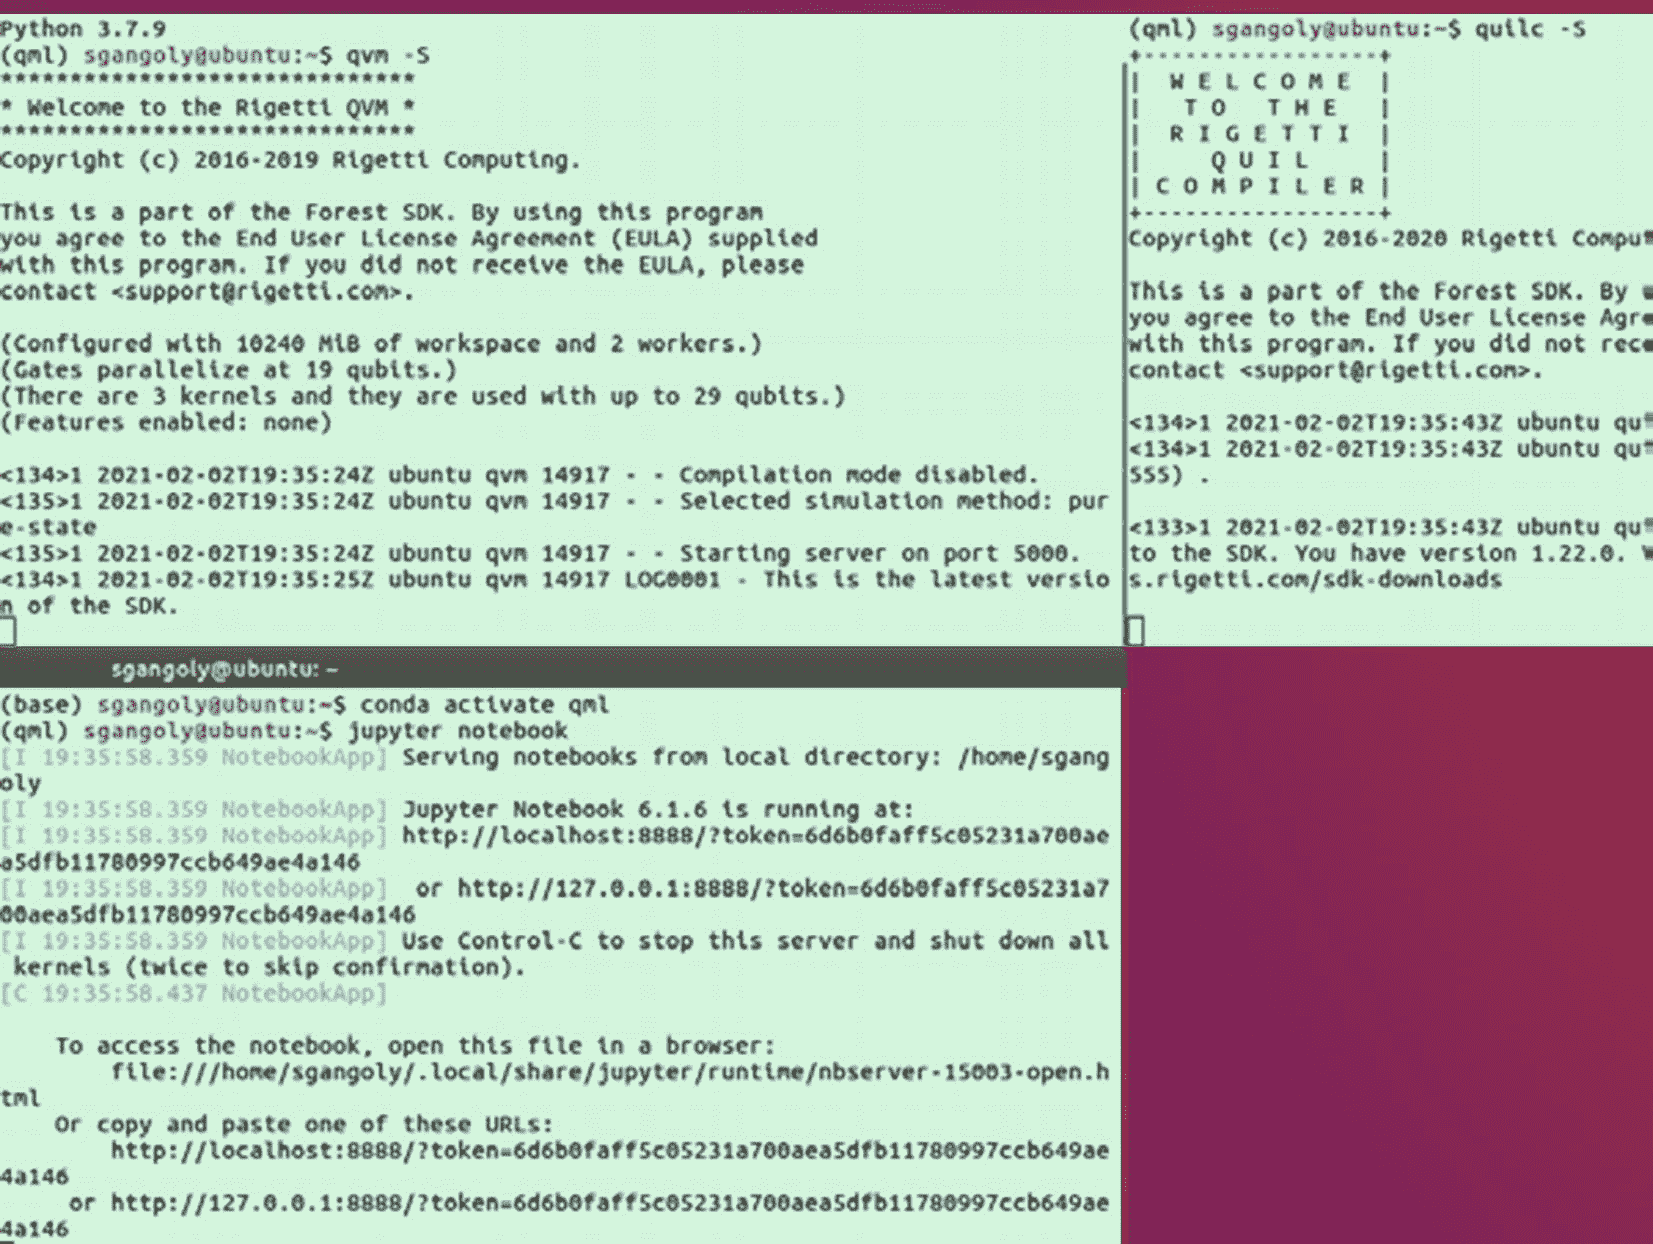 Python 3.7.9
(qml) sgangoly@ubuntu:~$ qvm -S
******************************
* Welcome to the Rigetti QVM *
******************************
Copyright (c) 2016-2019 Rigetti Computing.
This is a part of the Forest SDK. By using this program
you agree to the End User License Agreement (EULA) supplied
with this program. If you did not receive the EULA, please
contact <support@rigetti.com>.
(Configured with 10240 MiB of workspace and 2 workers.)
(Gates parallelize at 19 qubits.)
(There are 3 kernels and they are used with up to 29 qubits.)
(Features enabled: none)
<134>1 2021-02-02T19:35:24Z ubuntu qvm 14917 - - Compilation mode disabled.
<135>1 2021-02-02T19:35:24Z ubuntu qvm 14917 - - Selected simulation method: pur
e-state
<135>1 2021-02-02T19:35:24Z ubuntu qvm 14917 - - Starting server on port 5000.
<134>1 2021-02-02T19:35:25Z ubuntu qvm 14917 LOG0001 - This is the latest versio
n of the SDK.
(qml) sgangoly@ubuntu:~$ quilc -S
+-----------------+
| W E L C O M E |
| T O T H E |
| R I G E T T I |
| Q U I L |
| C O M P I L E R |
+-----------------+
Copyright (c) 2016-2020 Rigetti Compu
This is a part of the Forest SDK. By
you agree to the End User License Agre
with this program. If you did not rece
contact <support@rigetti.com>.
<134>1 2021-02-02T19:35:43Z ubuntu qu
<134>1 2021-02-02T19:35:43Z ubuntu qu
555) .
<133>1 2021-02-02T19:35:43Z ubuntu qu
to the SDK. You have version 1.22.0.
s.rigetti.com/sdk-downloads
sgangoly@ubuntu: ~
(base) sgangoly@ubuntu:~$ conda activate qml
(qml) sgangoly@ubuntu:~$ jupyter notebook
[I 19:35:58.359 NotebookApp] Serving notebooks from local directory: /home/sgang
oly
[I 19:35:58.359 NotebookApp] Jupyter Notebook 6.1.6 is running at:
[I 19:35:58.359 NotebookApp] http://localhost:8888/?token=6d6b0faff5c05231a700ae
a5dfb11780997ccb649ae4a146
[I 19:35:58.359 NotebookApp]  or http://127.0.0.1:8888/?token=6d6b0faff5c05231a7
00aea5dfb11780997ccb649ae4a146
[I 19:35:58.359 NotebookApp] Use Control-C to stop this server and shut down all
kernels (twice to skip confirmation).
[C 19:35:58.437 NotebookApp]
To access the notebook, open this file in a browser:
file:///home/sgangoly/.local/share/jupyter/runtime/nbserver-15003-open.h
tml
Or copy and paste one of these URLs:
http://localhost:8888/?token=6d6b0faff5c05231a700aea5dfb11780997ccb649ae
4a146
or http://127.0.0.1:8888/?token=6d6b0faff5c05231a700aea5dfb11780997ccb649ae
4a146